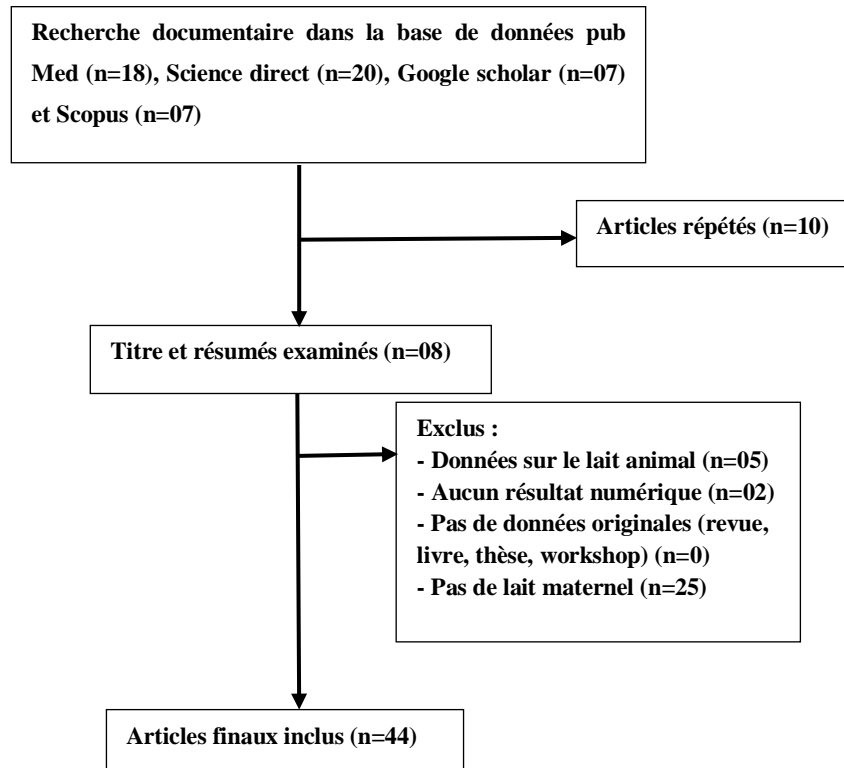 Recherche documentaire dans la base de données pub
Med (n=18), Science direct (n=20), Google scholar (n=07)
et Scopus (n=07)
Articles répétés (n=10)
Titre et résumés examinés (n=08)
Exclus :
- Données sur le lait animal (n=05)
- Aucun résultat numérique (n=02)
- Pas de données originales (revue,
livre, thèse, workshop) (n=0)
- Pas de lait maternel (n=25)
Articles finaux inclus (n=44)